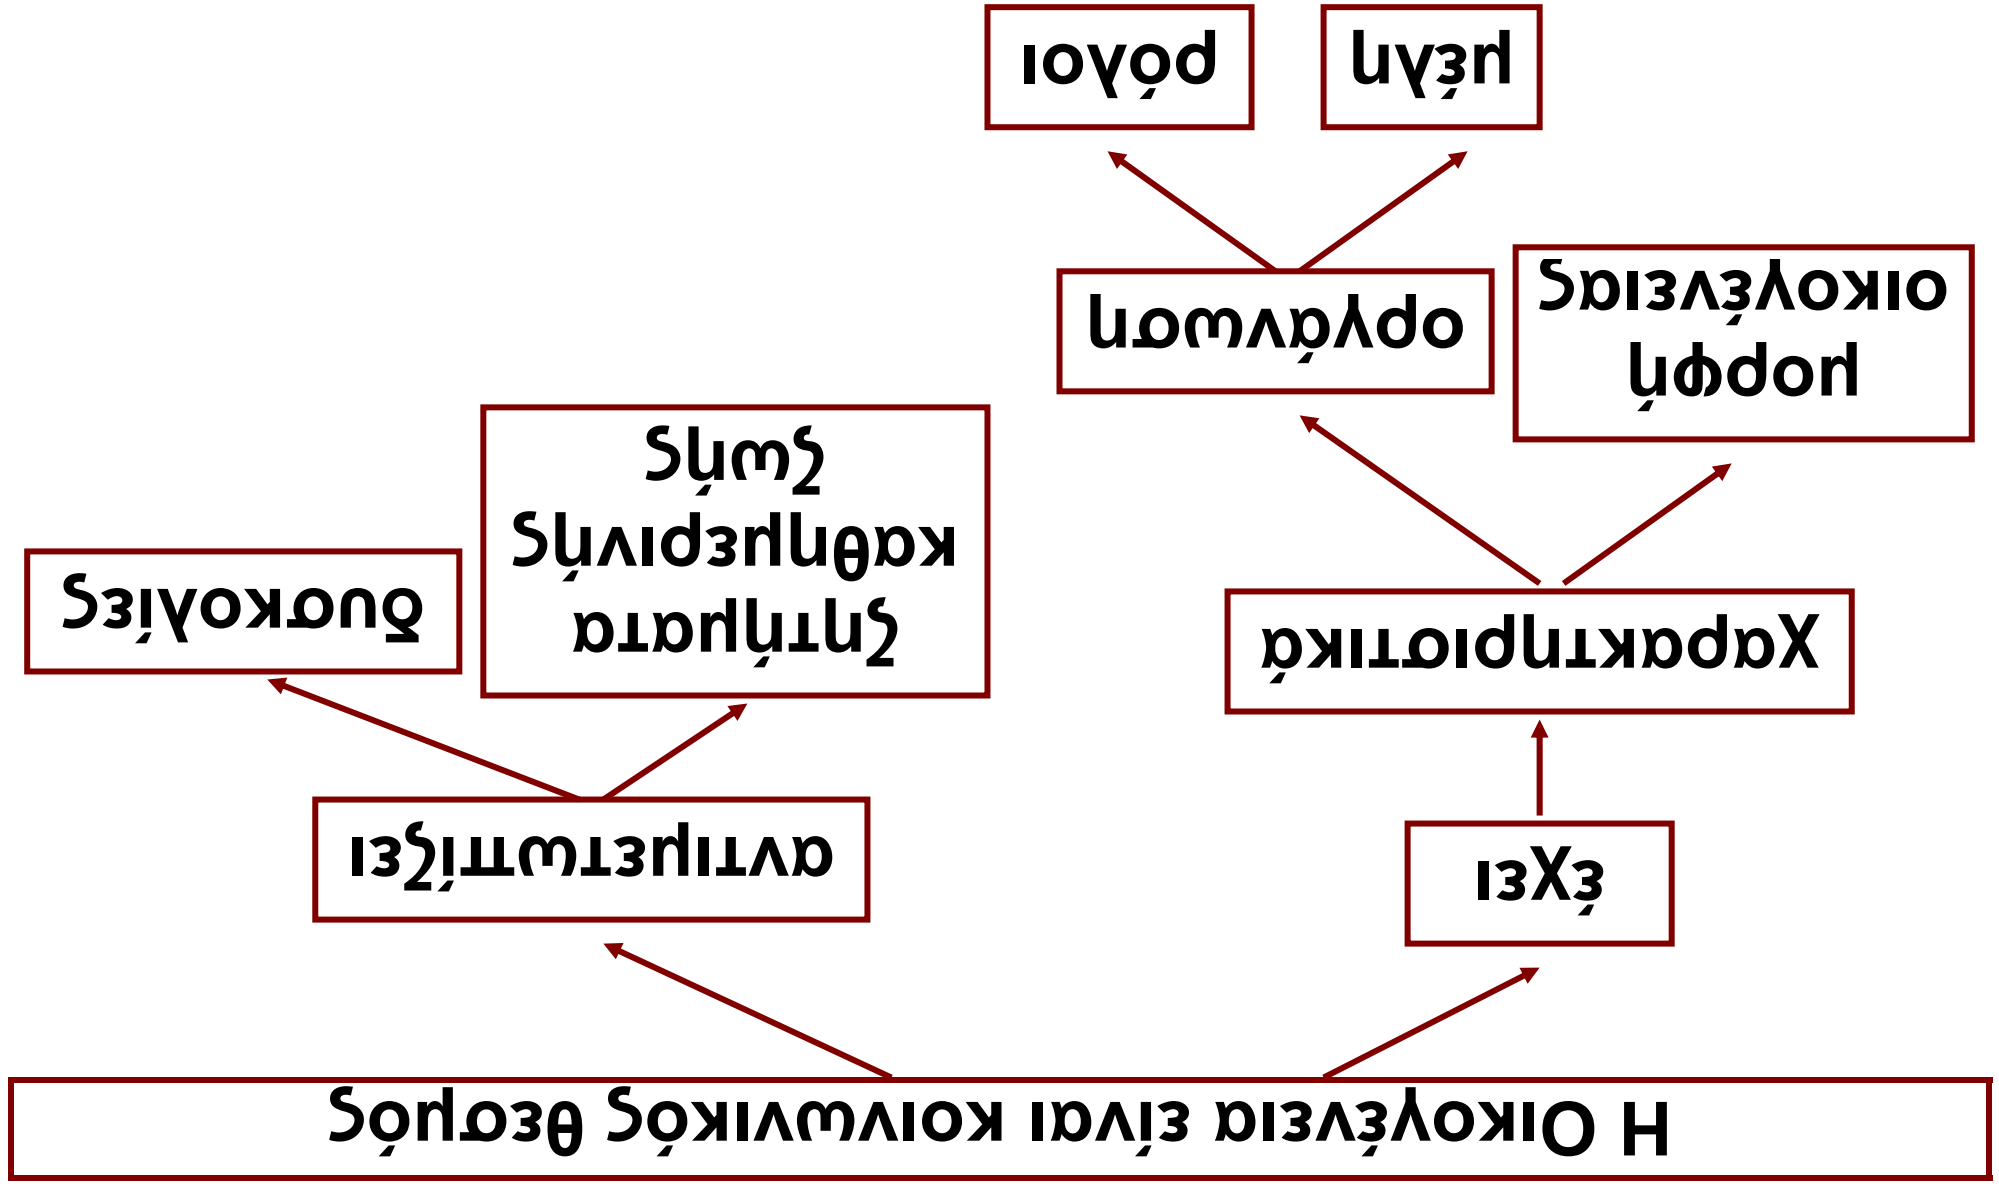 Η Οικογένεια είναι κοινωνικός θεσμός
έχει
αντιμετωπίζει
Χαρακτηριστικά
ζητήματα
καθημερινής
ζωής
δυσκολίες
μορφή
οικογένειας
οργάνωση
μέλη
ρόλοι